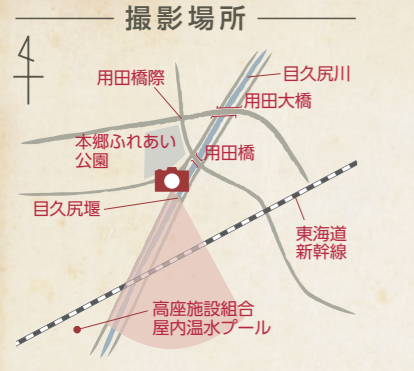 撮影場所
目久尻川
用田橋際
用田大橋
本郷ふれあい
公園
用田橋
目久尻堰
東海道
新幹線
高座施設組合
屋内温水プール